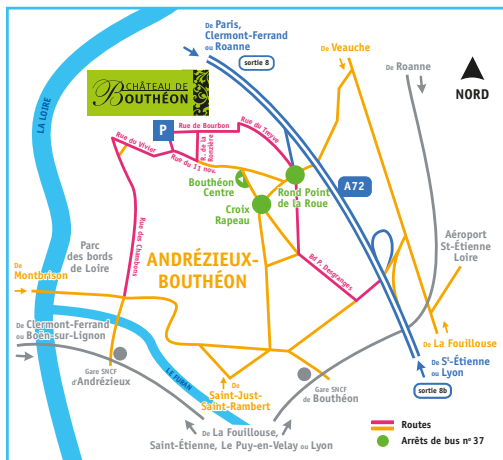 De Paris,
Clermont-Ferrand
ou Roanne
sortie 8
De Veauche
De Roanne
NORD
CHÂTEAU DE
BOUTHÉON
LA LOIRE
P
Rue de Bourbon
Rue du Treyve
Rue du Vivier
R. de la
Ronzière
Rue du 11 nov.
Bouthéon
Centre
Rond Point
de la Roue
A72
Croix
Rapeau
Rue des Chambons
Parc
des bords
de Loire
ANDRÉZIEUX-
BOUTHÉON
Bd P. Desgranges
Aéroport
St-Étienne
Loire
De
Montbrison
De Clermont-Ferrand
ou Boën-sur-Lignon
De La Fouillouse
De St-Étienne
ou Lyon
sortie 8b
Gare SNCF
d'Andrézieux
LE FURAN
De
Saint-Just-
Saint-Rambert
Gare SNCF
de Bouthéon
De La Fouillouse,
Saint-Étienne, Le Puy-en-Velay ou Lyon
Routes
Arrêts de bus n° 37